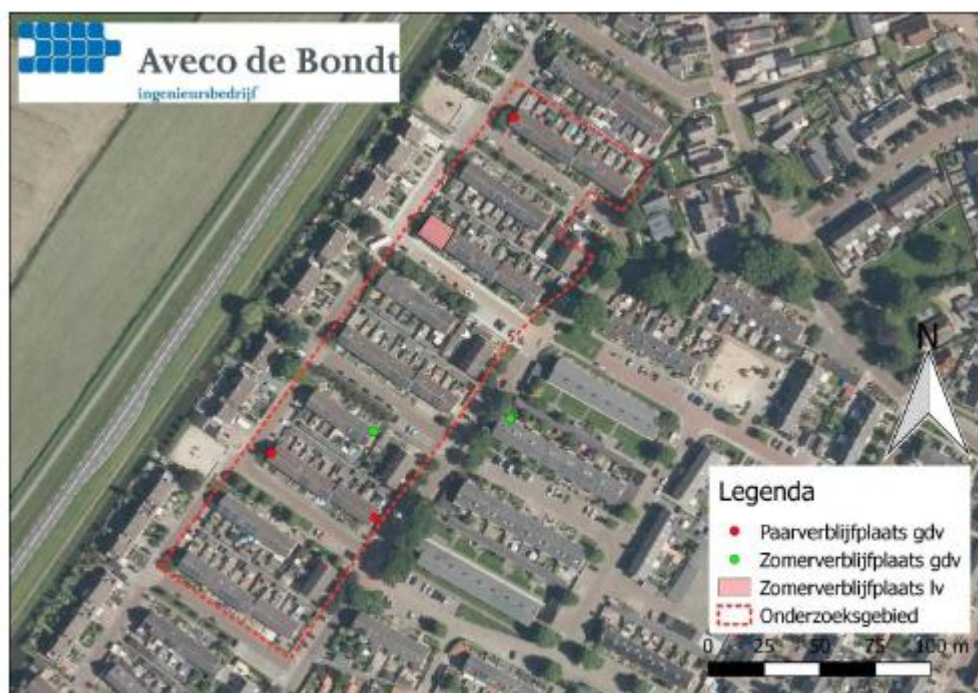 Aveco de Bondt
ingenieursbedrijf
N
Legenda
Paarverblijfplaats gdv
Zomerverblijfplaats gdv
Zomerverblijfplaats lv
Onderzoeksgebied
0 25 50 75 100 m